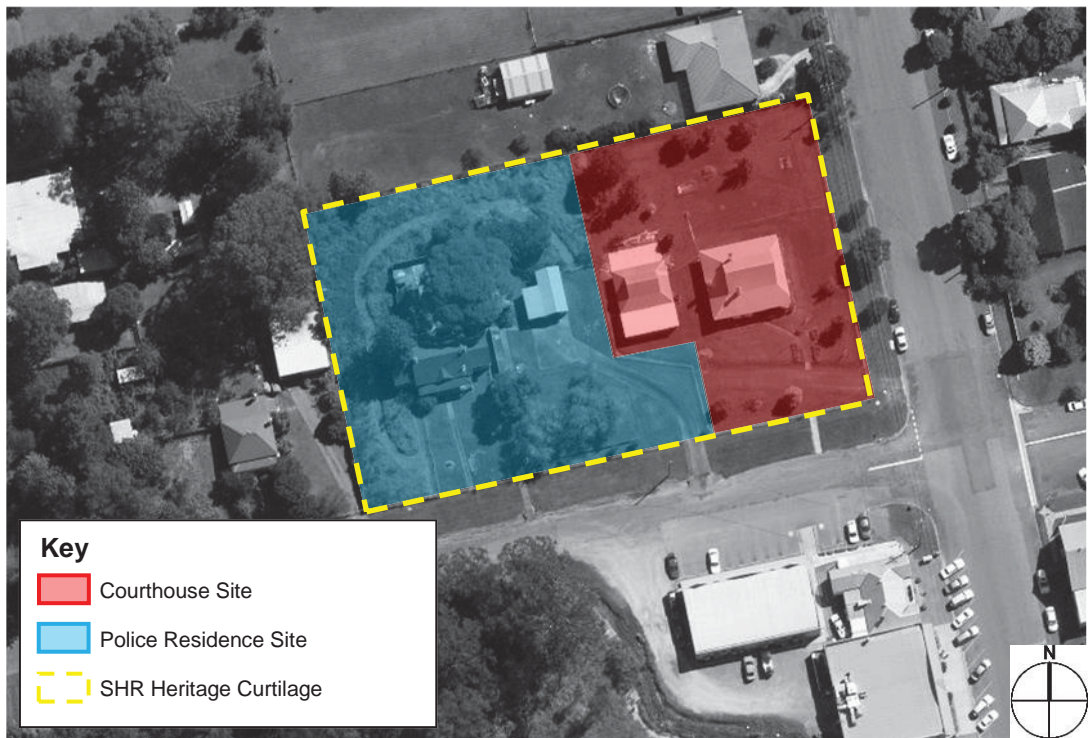 Key
Courthouse Site
Police Residence Site
SHR Heritage Curtilage
N